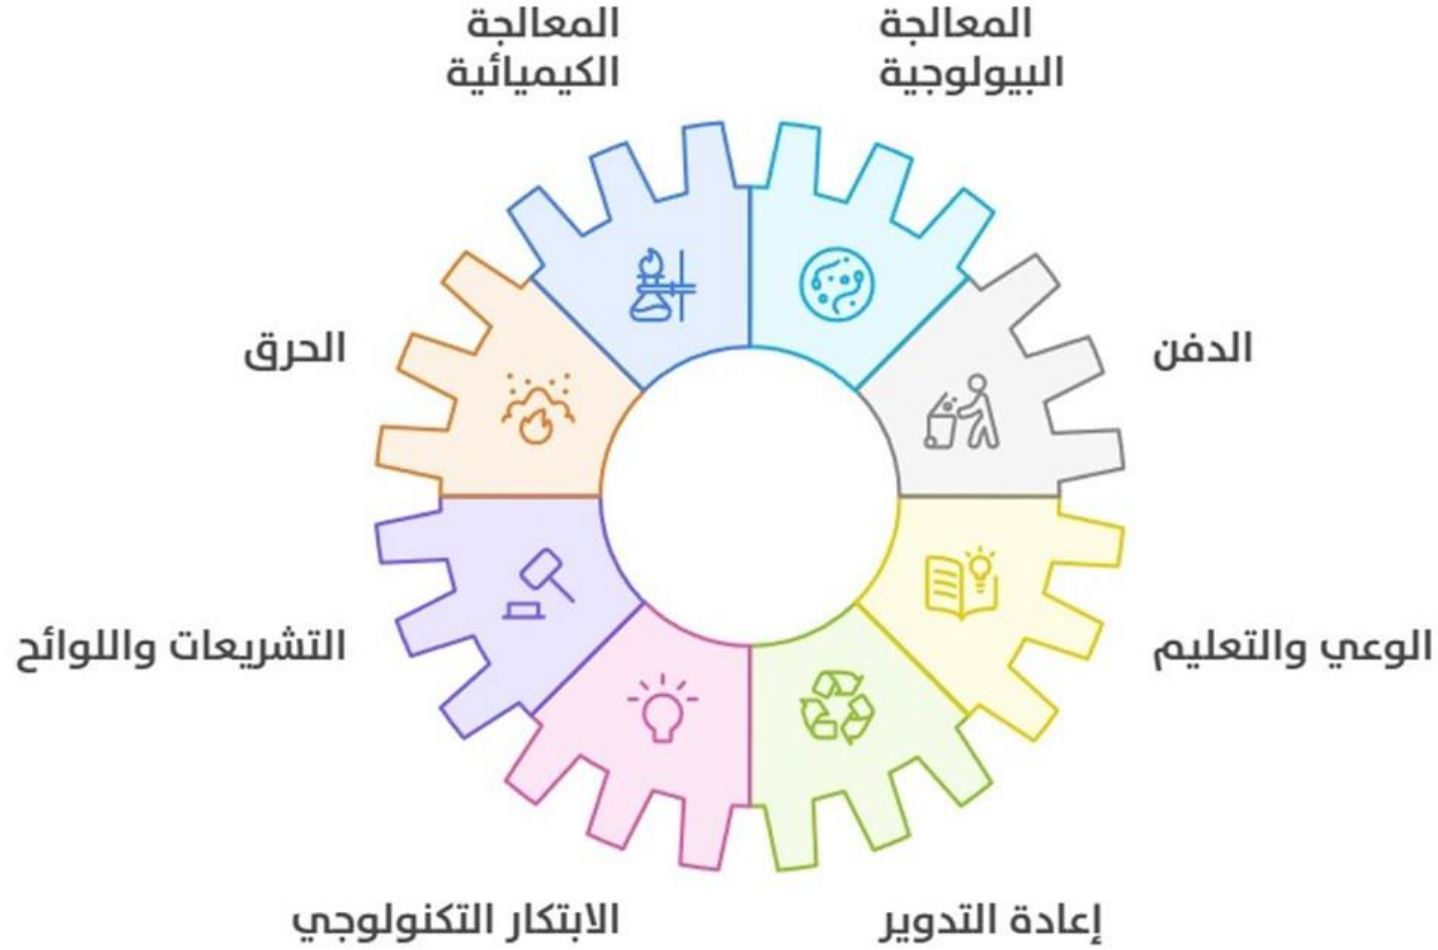 المعالجة
البيولوجية
المعالجة
الكيميائية
الدفن
الحرق
الوعي والتعليم
التشريعات واللوائح
إعادة التدوير
الابتكار التكنولوجي